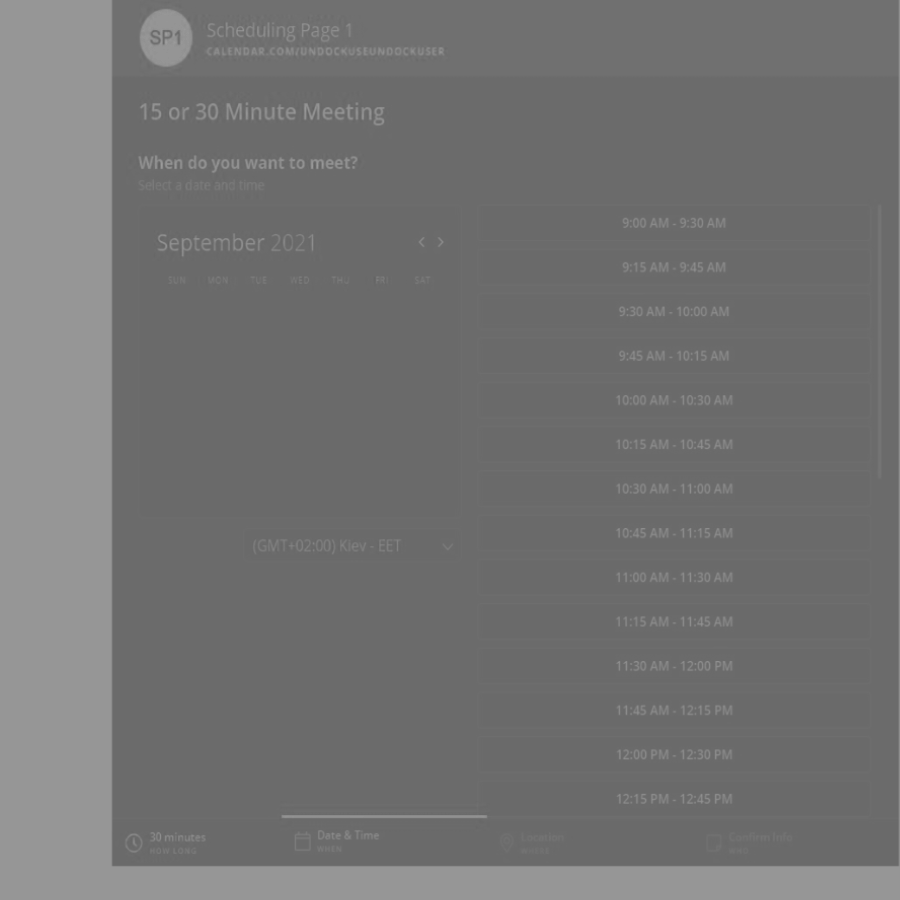 SP1
Scheduling Page 1
CALENDAR.COM/UNDOCKUSEUNDOCKUSER
15 or 30 Minute Meeting
When do you want to meet?
Select a date and time
September 2021
SUN MON TUE WED THU FRI SAT
(GMT+02:00) Kiev - EET
9:00 AM - 9:30 AM
9:15 AM - 9:45 AM
9:30 AM - 10:00 AM
9:45 AM - 10:15 AM
10:00 AM - 10:30 AM
10:15 AM - 10:45 AM
10:30 AM - 11:00 AM
10:45 AM - 11:15 AM
11:00 AM - 11:30 AM
11:15 AM - 11:45 AM
11:30 AM - 12:00 PM
11:45 AM - 12:15 PM
12:00 PM - 12:30 PM
12:15 PM - 12:45 PM
30 minutes
HOW LONG
Date & Time
WHEN
Location
Confirm Info